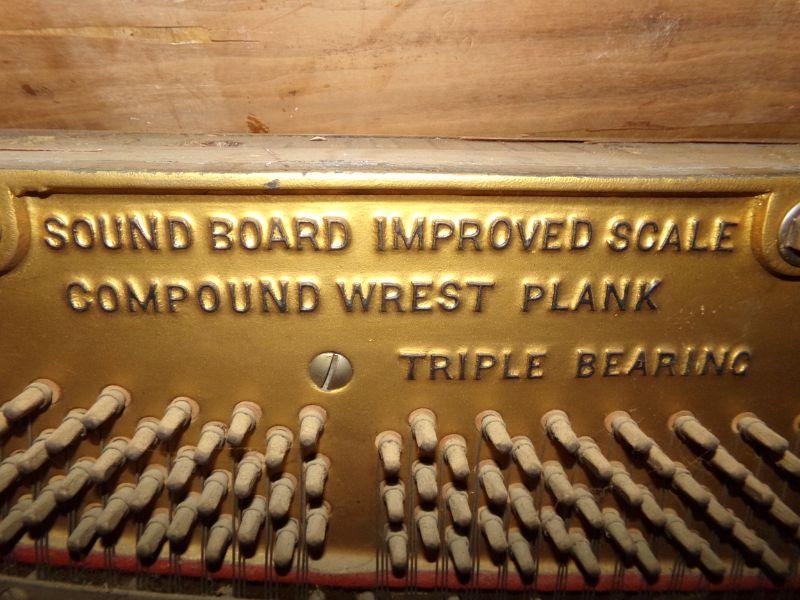 SOUND BOARD IMPROVED SCALE
COMPOUND WREST PLANK
TRIPLE BEARING